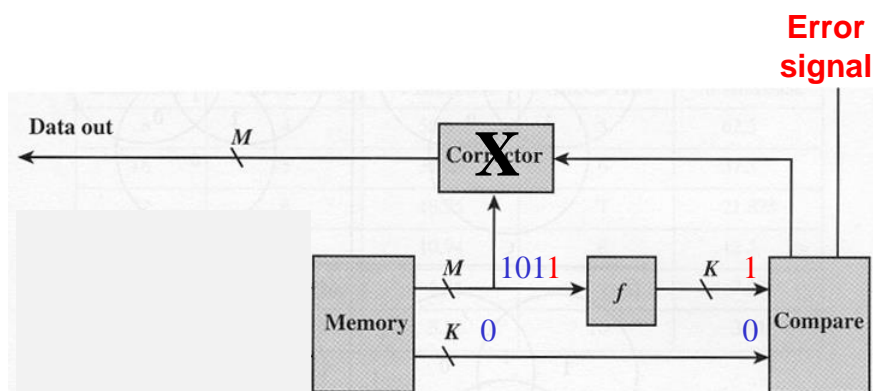 Error
signal
Data out
M
Corrector
X
M
1011
f
K
1
Memory
K
0
0
Compare